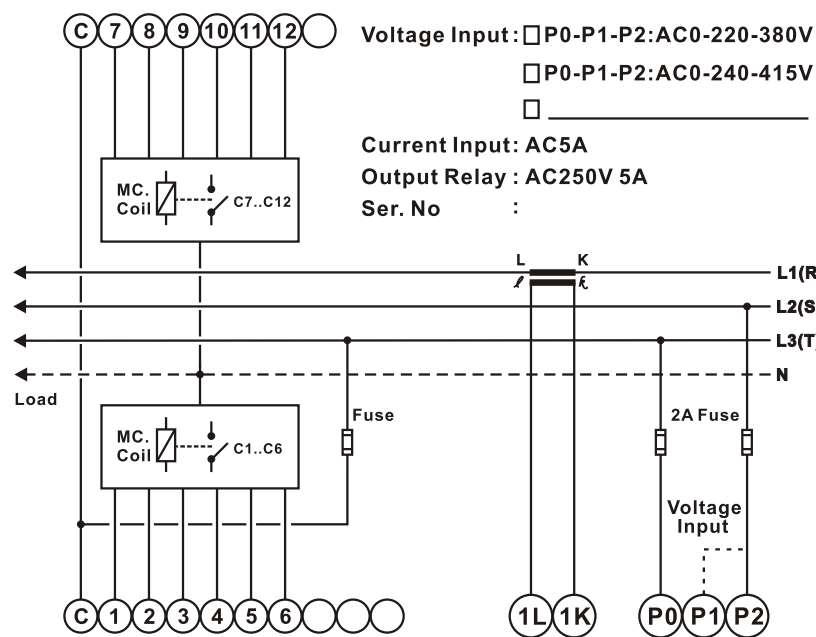 C 7 8 9 10 11 12
Voltage Input: P0-P1-P2:AC0-220-380V
P0-P1-P2:AC0-240-415V
Current Input: AC5A
Output Relay : AC250V 5A
Ser. No :
MC.
Coil
C7..C12
L K
ℓ k
L1(R
L2(S
L3(T)
N
Load
MC.
Coil
C1..C6
Fuse
2A Fuse
Voltage
Input
C 1 2 3 4 5 6
1L 1K
P0 P1 P2